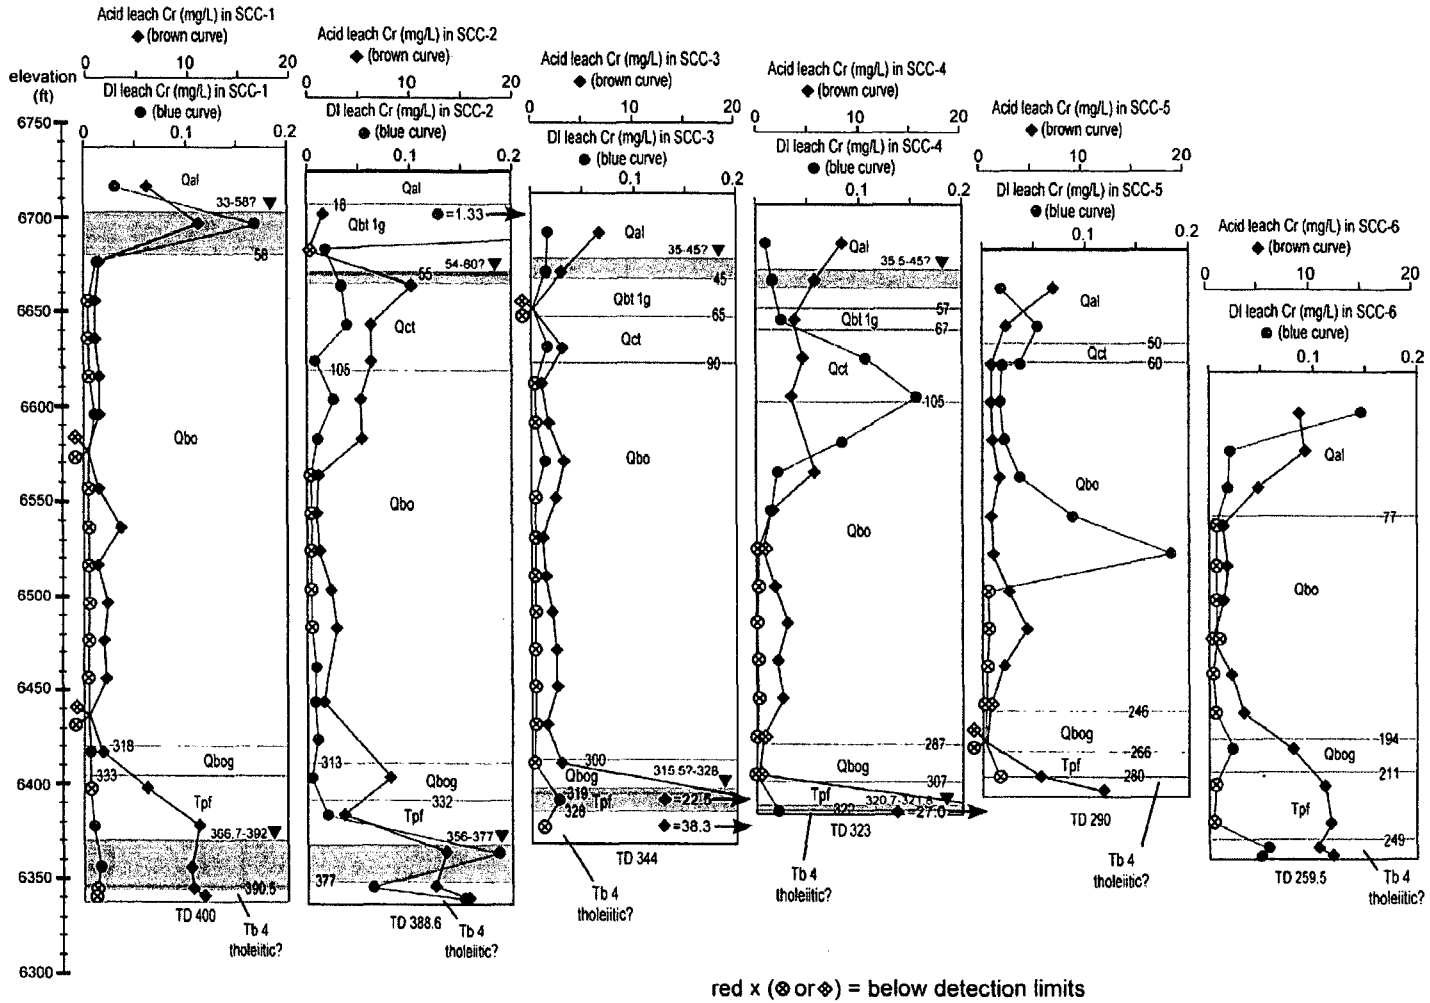 Acid leach Cr (mg/L) in SCC-1
(brown curve)
0 10 20
DI leach Cr (mg/L) in SCC-1
(blue curve)
0 0.1 0.2
Acid leach Cr (mg/L) in SCC-2
(brown curve)
0 10 20
DI leach Cr (mg/L) in SCC-2
(blue curve)
0 0.1 0.2
Acid leach Cr (mg/L) in SCC-3
(brown curve)
0 10 20
DI leach Cr (mg/L) in SCC-3
(blue curve)
0.1 0.2
Acid leach Cr (mg/L) in SCC-4
(brown curve)
0 10 20
DI leach Cr (mg/L) in SCC-4
(blue curve)
0.1 0.2
Acid leach Cr (mg/L) in SCC-5
(brown curve)
0 10 20
DI leach Cr (mg/L) in SCC-5
(blue curve)
0 0.1 0.2
Acid leach Cr (mg/L) in SCC-6
(brown curve)
0 10 20
DI leach Cr (mg/L) in SCC-6
(blue curve)
0 0.1 0.2
elevation
(ft)
6750
6700
6650
6600
6550
6500
6450
6400
6350
6300
Qal
33-58?
58
Qbo
318
Qbog
333
Tpf
366.7-392
390.5
TD 400
Tb 4
tholeiitic?
Qal
18
=1.33
Qbt 1g
54-60?
55
Qct
105
Qbo
313
Qbog
332
Tpf
356-377
377
TD 388.6
Tb 4
tholeiitic?
Qal
35-45?
45
Qbt 1g
65
Qct
90
Qbo
300
315.5?-328
Qbog
319
Tpf
=22.6
328
=38.3
TD 344
Tb 4
tholeiitic?
Qal
35.5-45?
57
Qbt 1g
67
Qct
105
Qbo
287
Qbog
307
Tpf
320.7-321.8
322
=27.0
TD 323
Tb 4
tholeiitic?
Qal
50
Qct
60
Qbo
246
Qbog
266
Tpf
280
TD 290
Tb 4
tholeiitic?
Qal
77
Qbo
194
Qbog
211
Tpf
249
TD 259.5
Tb 4
tholeiitic?
red x (⊗ or ◈) = below detection limits